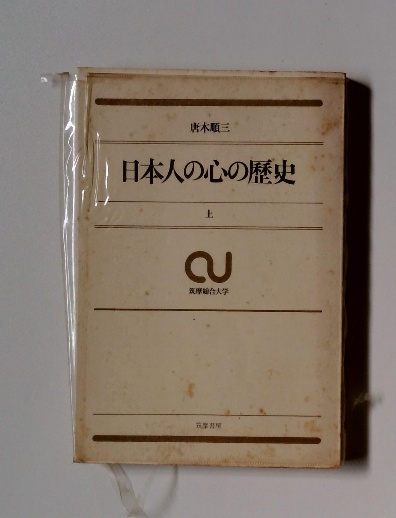 唐木順三
日本人の心の歴史
上
筑摩総合大学
筑摩書房